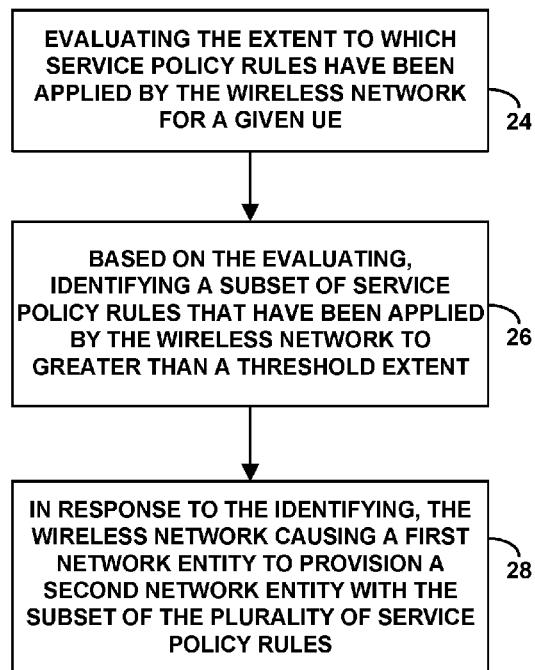 EVALUATING THE EXTENT TO WHICH
SERVICE POLICY RULES HAVE BEEN
APPLIED BY THE WIRELESS NETWORK
FOR A GIVEN UE
24
BASED ON THE EVALUATING,
IDENTIFYING A SUBSET OF SERVICE
POLICY RULES THAT HAVE BEEN APPLIED
BY THE WIRELESS NETWORK TO
GREATER THAN A THRESHOLD EXTENT
26
IN RESPONSE TO THE IDENTIFYING, THE
WIRELESS NETWORK CAUSING A FIRST
NETWORK ENTITY TO PROVISION A
SECOND NETWORK ENTITY WITH THE
SUBSET OF THE PLURALITY OF SERVICE
POLICY RULES
28